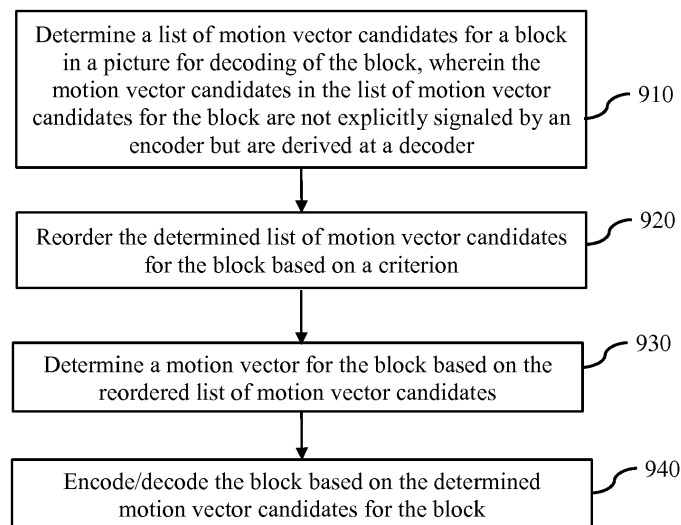 Determine a list of motion vector candidates for a block
in a picture for decoding of the block, wherein the
motion vector candidates in the list of motion vector
candidates for the block are not explicitly signaled by an
encoder but are derived at a decoder
910
Reorder the determined list of motion vector candidates
for the block based on a criterion
920
Determine a motion vector for the block based on the
reordered list of motion vector candidates
930
Encode/decode the block based on the determined
motion vector candidates for the block
940